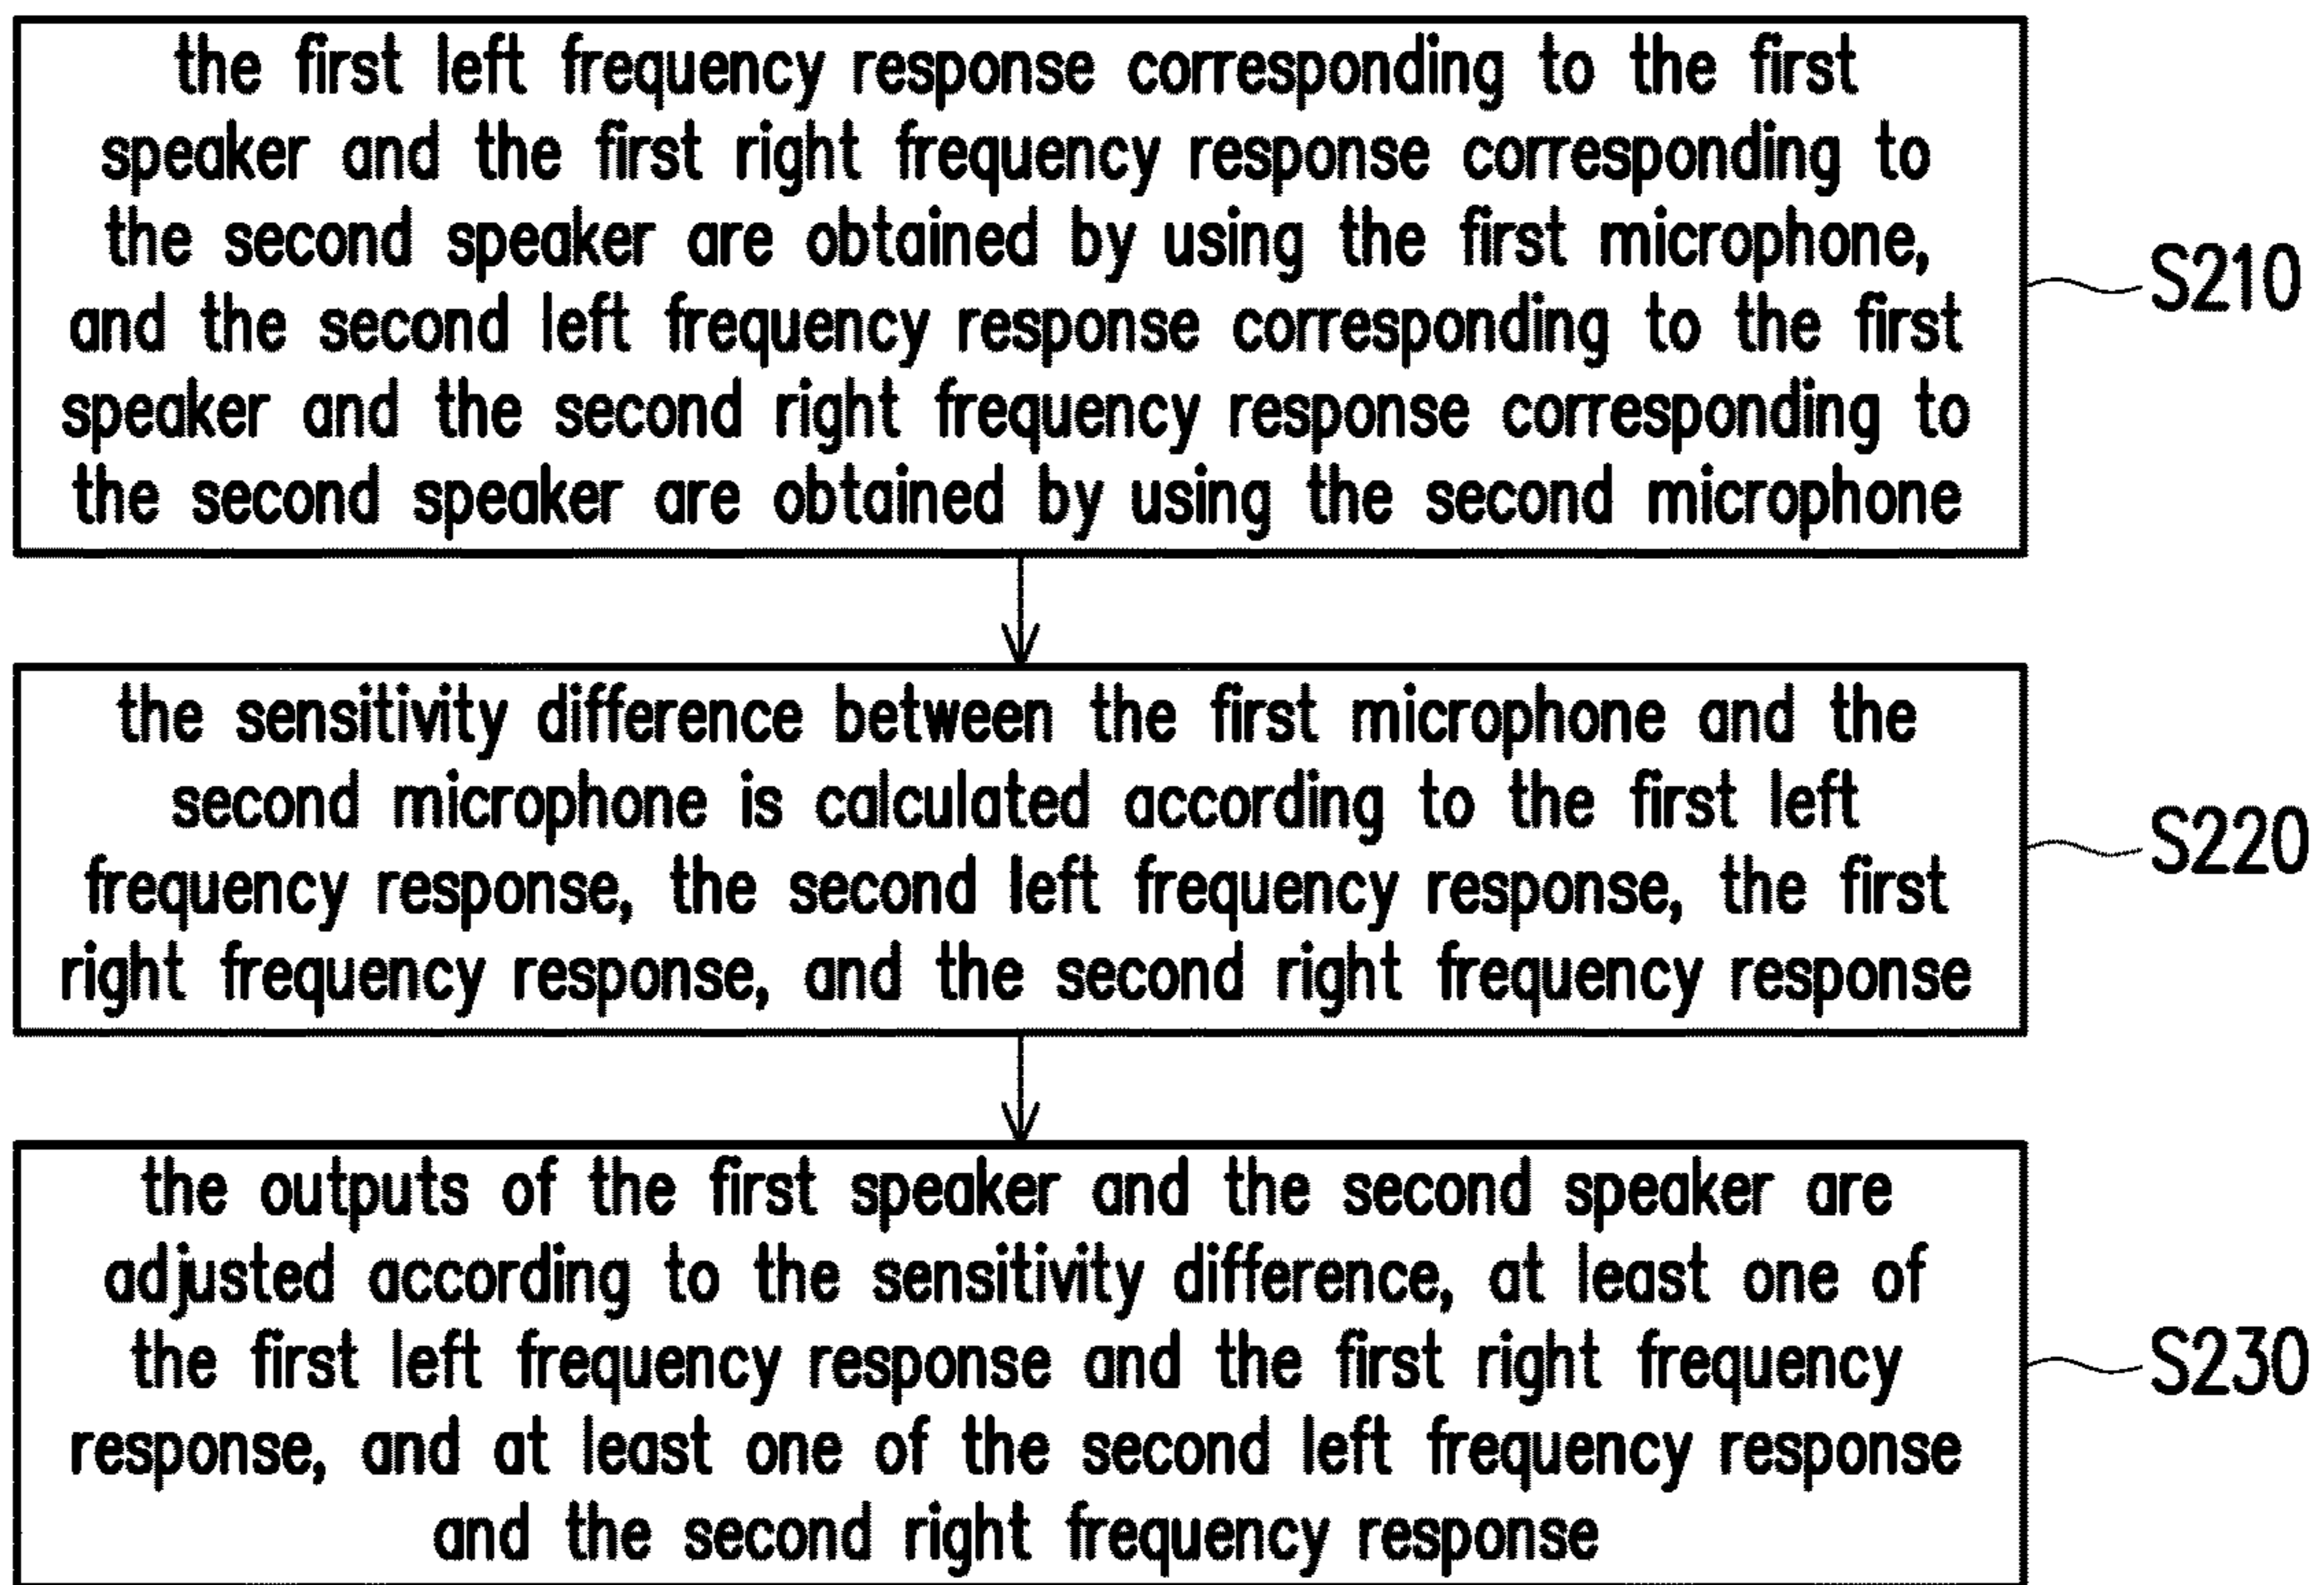 the first left frequency response corresponding to the first
speaker and the first right frequency response corresponding to
the second speaker are obtained by using the first microphone,
and the second left frequency response corresponding to the first
speaker and the second right frequency response corresponding to
the second speaker are obtained by using the second microphone
S210
the sensitivity difference between the first microphone and the
second microphone is calculated according to the first left
frequency response, the second left frequency response, the first
right frequency response, and the second right frequency response
S220
the outputs of the first speaker and the second speaker are
adjusted according to the sensitivity difference, at least one of
the first left frequency response and the first right frequency
response, and at least one of the second left frequency response
and the second right frequency response
S230